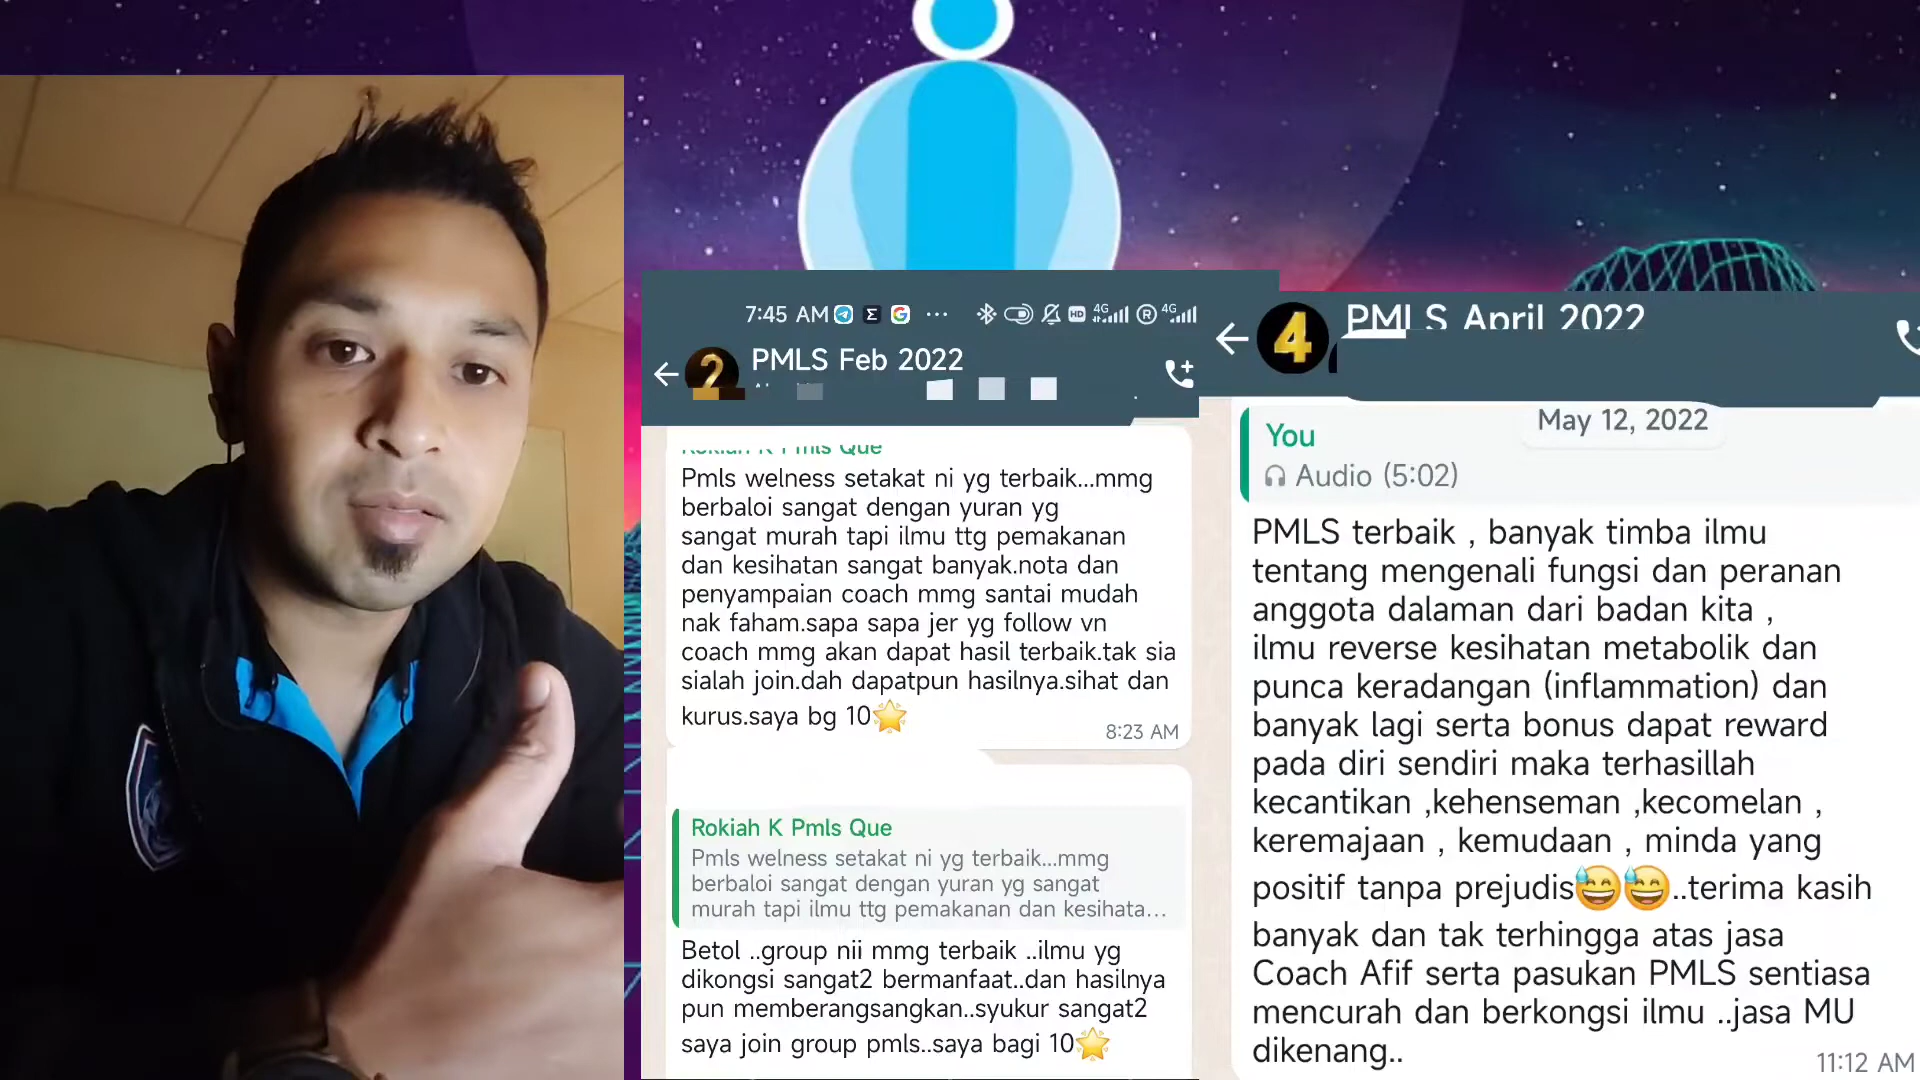 7:45 AM
PMLS Feb 2022
Rokiah K Pmls Que
Pmls welness setakat ni yg terbaik...mmg
berbaloi sangat dengan yuran yg
sangat murah tapi ilmu ttg pemakanan
dan kesihatan sangat banyak.nota dan
penyampaian coach mmg santai mudah
nak faham.sapa sapa jer yg follow vn
coach mmg akan dapat hasil terbaik.tak sia
sialah join.dah dapatpun hasilnya.sihat dan
kurus.saya bg 10🌟
8:23 AM
Rokiah K Pmls Que
Pmls welness setakat ni yg terbaik...mmg
berbaloi sangat dengan yuran yg sangat
murah tapi ilmu ttg pemakanan dan kesihata...
Betol ..group nii mmg terbaik ..ilmu yg
dikongsi sangat2 bermanfaat..dan hasilnya
pun memberangsangkan..syukur sangat2
saya join group pmls..saya bagi 10🌟
PMLS April 2022
May 12, 2022
You
Audio (5:02)
PMLS terbaik , banyak timba ilmu
tentang mengenali fungsi dan peranan
anggota dalaman dari badan kita ,
ilmu reverse kesihatan metabolik dan
punca keradangan (inflammation) dan
banyak lagi serta bonus dapat reward
pada diri sendiri maka terhasillah
kecantikan ,kehenseman ,kecomelan ,
keremajaan , kemudaan , minda yang
positif tanpa prejudis😅😅..terima kasih
banyak dan tak terhingga atas jasa
Coach Afif serta pasukan PMLS sentiasa
mencurah dan berkongsi ilmu ..jasa MU
dikenang..
11:12 AM